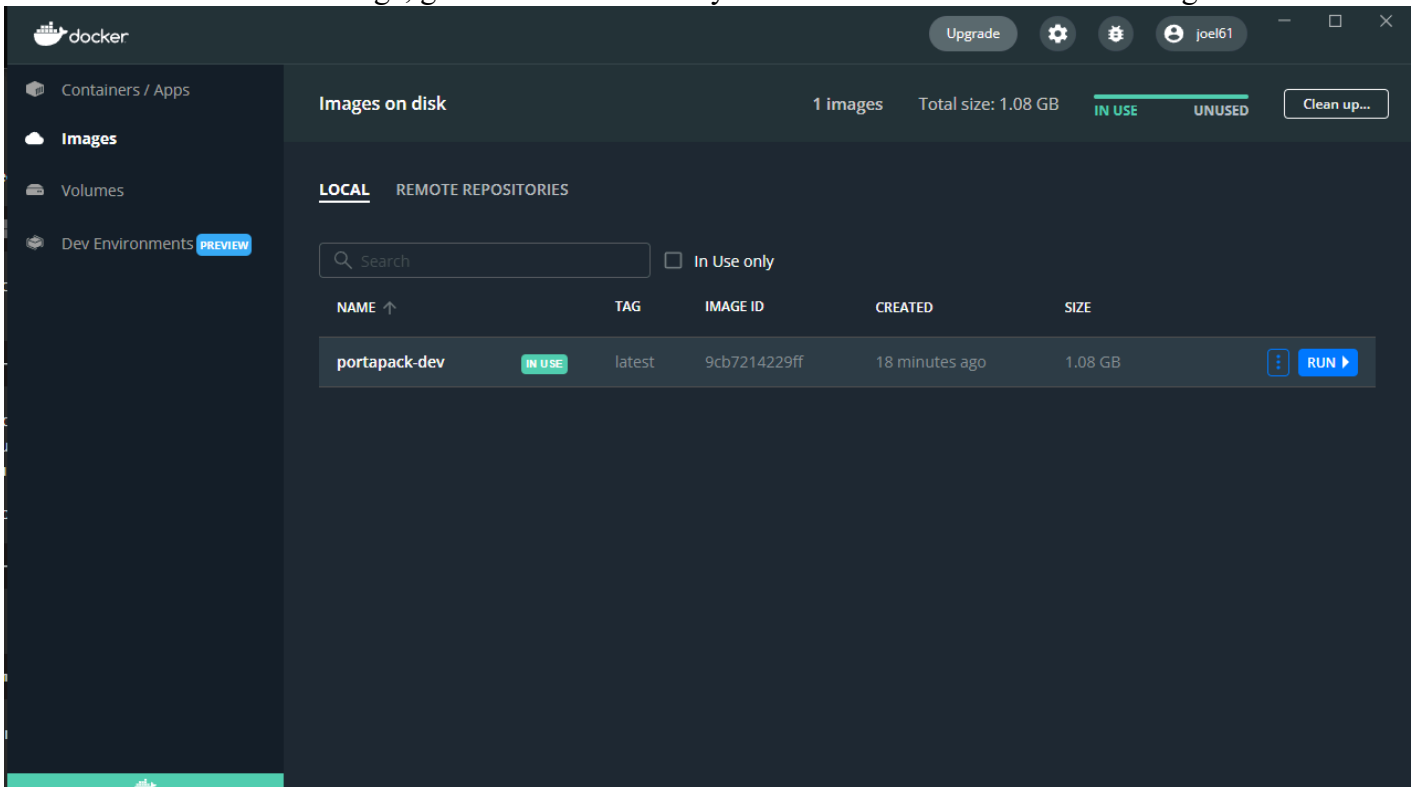 docker
Upgrade
joel61
Containers / Apps
Images
Volumes
Dev Environments PREVIEW
Images on disk
1 images
Total size: 1.08 GB
IN USE
UNUSED
Clean up...
LOCAL
REMOTE REPOSITORIES
Search
In Use only
NAME
TAG
IMAGE ID
CREATED
SIZE
portapack-dev
IN USE
latest
9cb7214229ff
18 minutes ago
1.08 GB
RUN